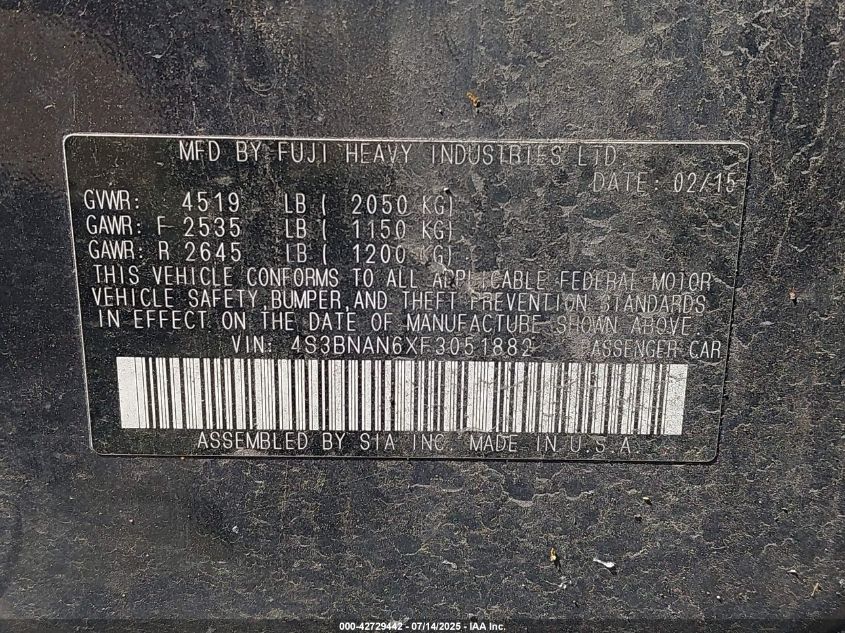 MFD BY FUJI HEAVY INDUSTRIES LTD.
DATE: 02/15
GVWR: 4519 LB ( 2050 KG)
GAWR: F 2535 LB ( 1150 KG)
GAWR: R 2645 LB ( 1200 KG)
THIS VEHICLE CONFORMS TO ALL APPLICABLE FEDERAL MOTOR
VEHICLE SAFETY, BUMPER, AND THEFT PREVENTION STANDARDS
IN EFFECT ON THE DATE OF MANUFACTURE SHOWN ABOVE
VIN: 4S3BNAN6XF3051882 PASSENGER CAR
ASSEMBLED BY SIA INC. MADE IN U.S.A
000-42729442 - 07/14/2025 - IAA Inc.